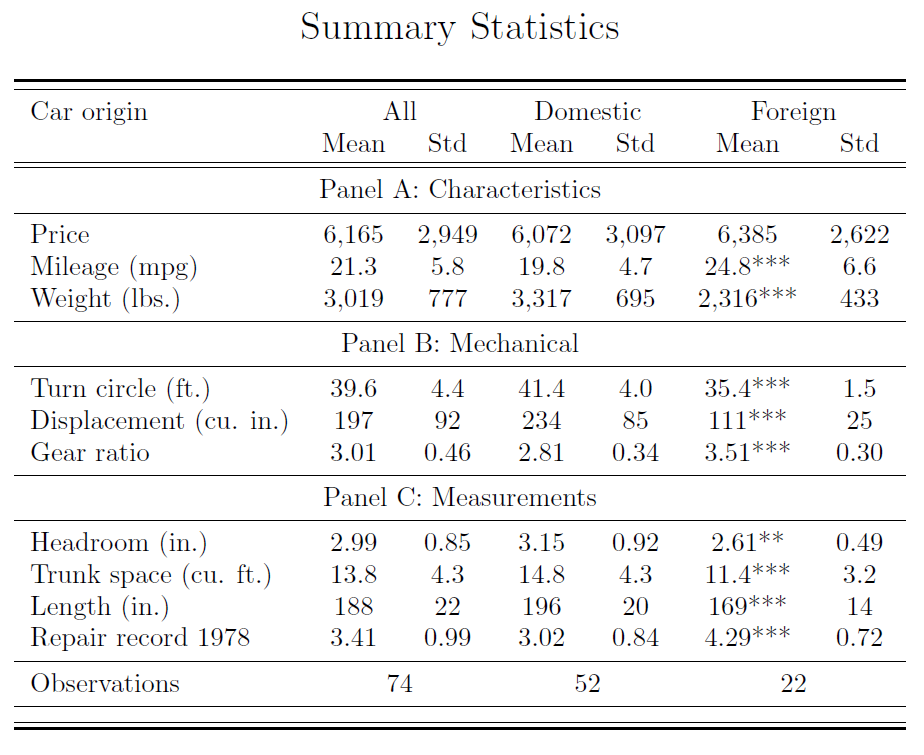 Summary Statistics
Car origin All Domestic Foreign
Mean Std Mean Std Mean Std
Panel A: Characteristics
Price 6,165 2,949 6,072 3,097 6,385 2,622
Mileage (mpg) 21.3 5.8 19.8 4.7 24.8*** 6.6
Weight (lbs.) 3,019 777 3,317 695 2,316*** 433
Panel B: Mechanical
Turn circle (ft.) 39.6 4.4 41.4 4.0 35.4*** 1.5
Displacement (cu. in.) 197 92 234 85 111*** 25
Gear ratio 3.01 0.46 2.81 0.34 3.51*** 0.30
Panel C: Measurements
Headroom (in.) 2.99 0.85 3.15 0.92 2.61** 0.49
Trunk space (cu. ft.) 13.8 4.3 14.8 4.3 11.4*** 3.2
Length (in.) 188 22 196 20 169*** 14
Repair record 1978 3.41 0.99 3.02 0.84 4.29*** 0.72
Observations 74 52 22